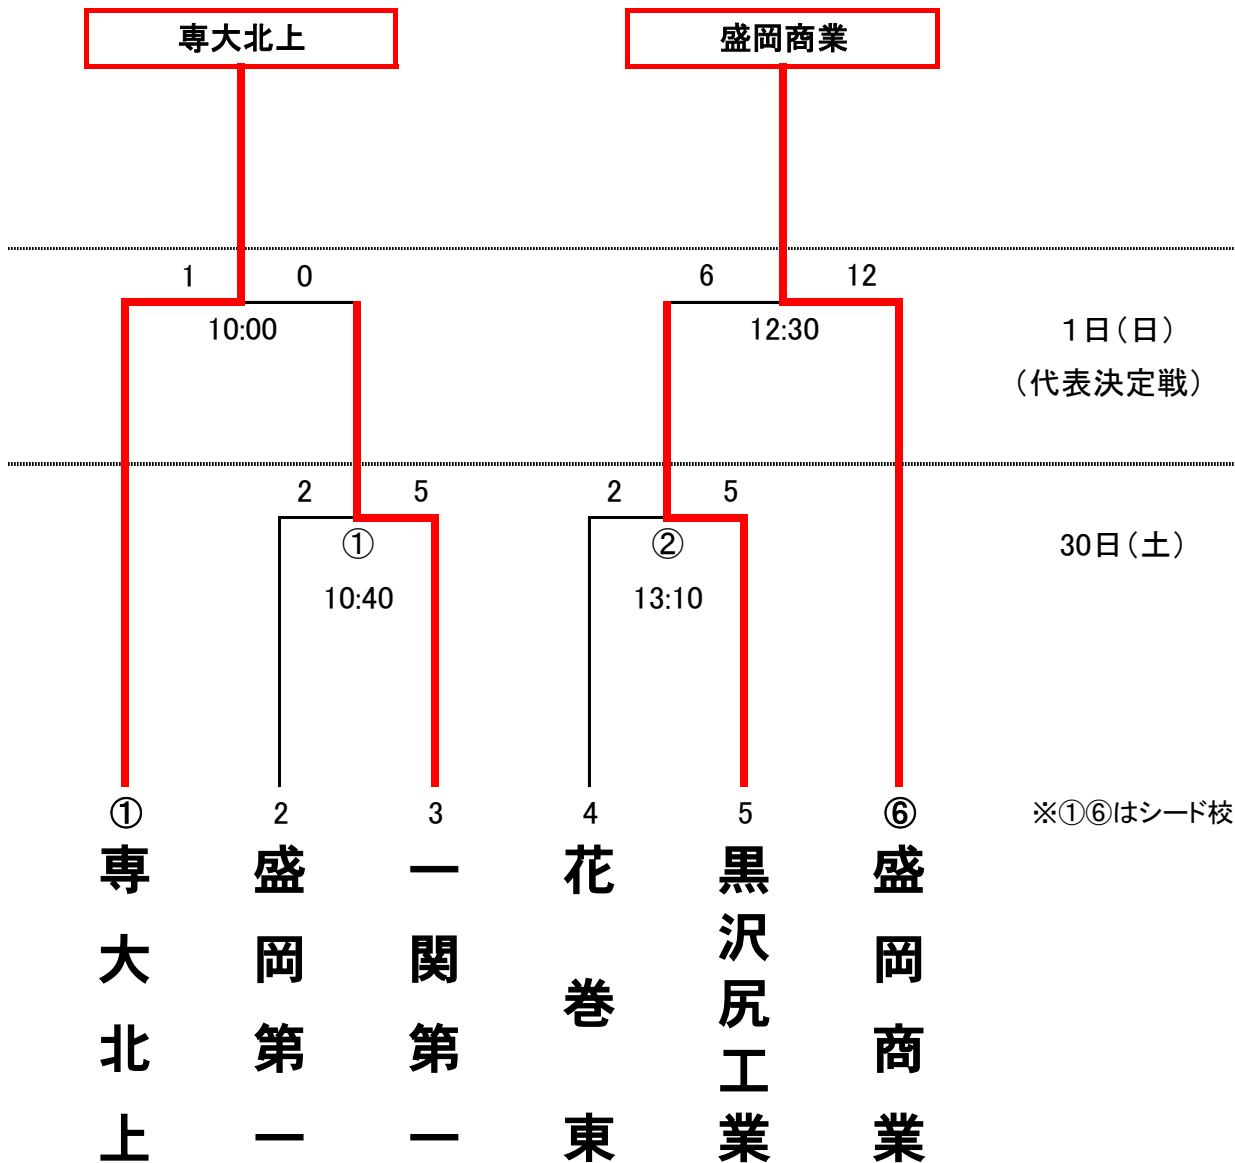 専大北上
盛岡商業
1 0
6 12
10:00
12:30
１日（日）
（代表決定戦）
2 5
2 5
①
②
30日（土）
10:40
13:10
① 2 3 4 5 ⑥
※①⑥はシード校
専大北上
盛岡第一
一関第一
花巻東
黒沢尻工業
盛岡商業